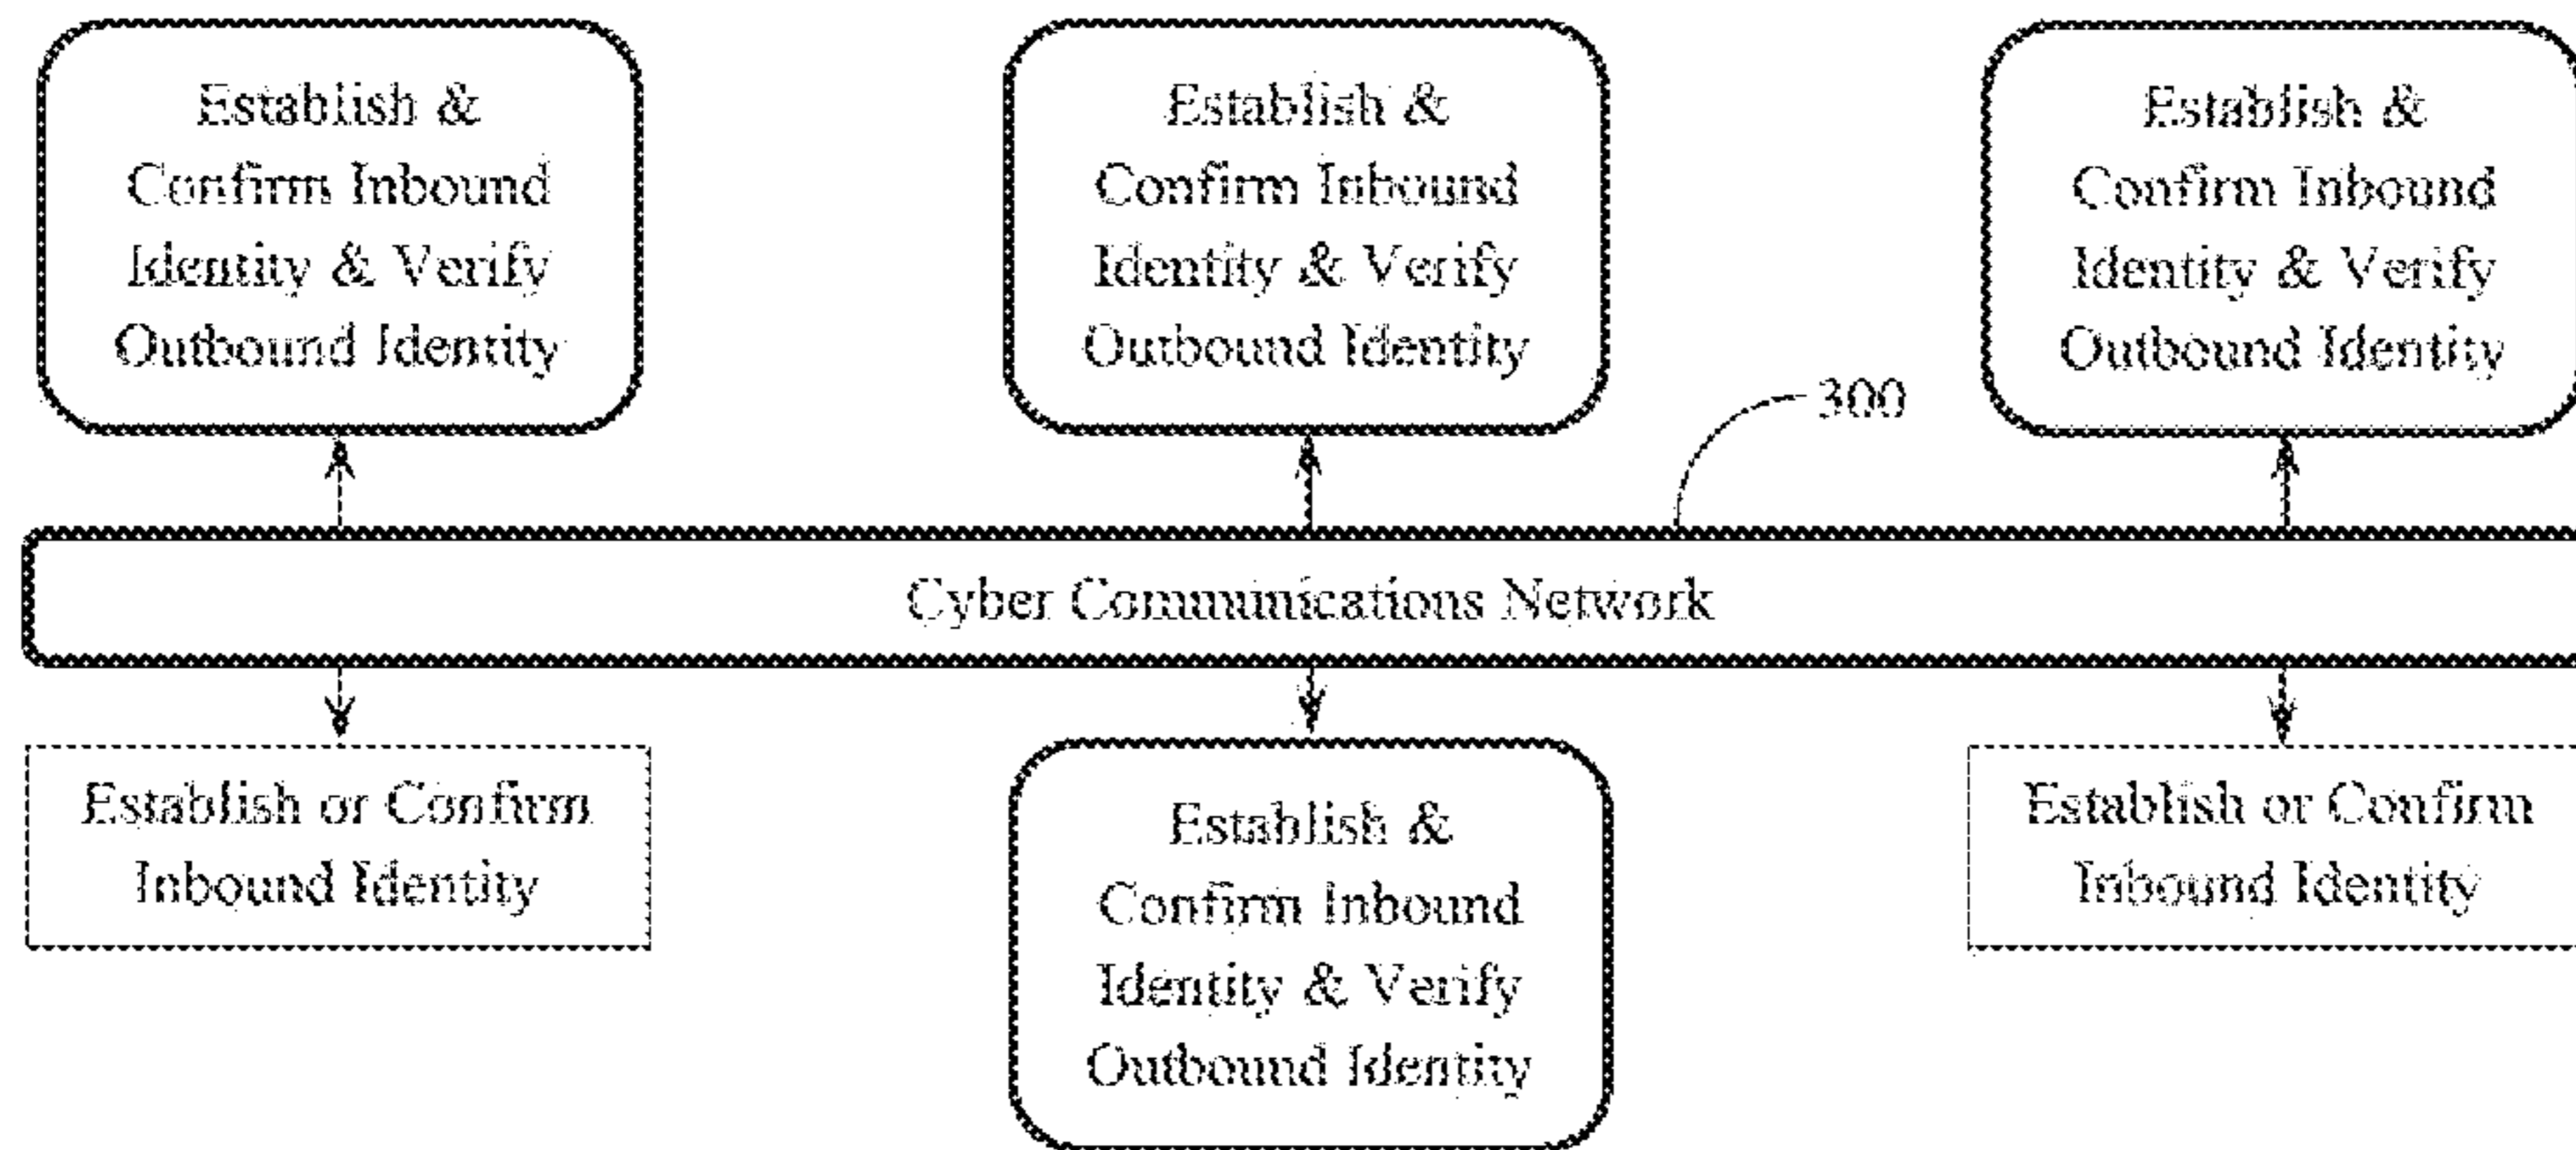 Establish &
Confirm Inbound
Identity & Verify
Outbound Identity
Establish &
Confirm Inbound
Identity & Verify
Outbound Identity
Establish &
Confirm Inbound
Identity & Verify
Outbound Identity
300
Cyber Communications Network
Establish or Confirm
Inbound Identity
Establish &
Confirm Inbound
Identity & Verify
Outbound Identity
Establish or Confirm
Inbound Identity